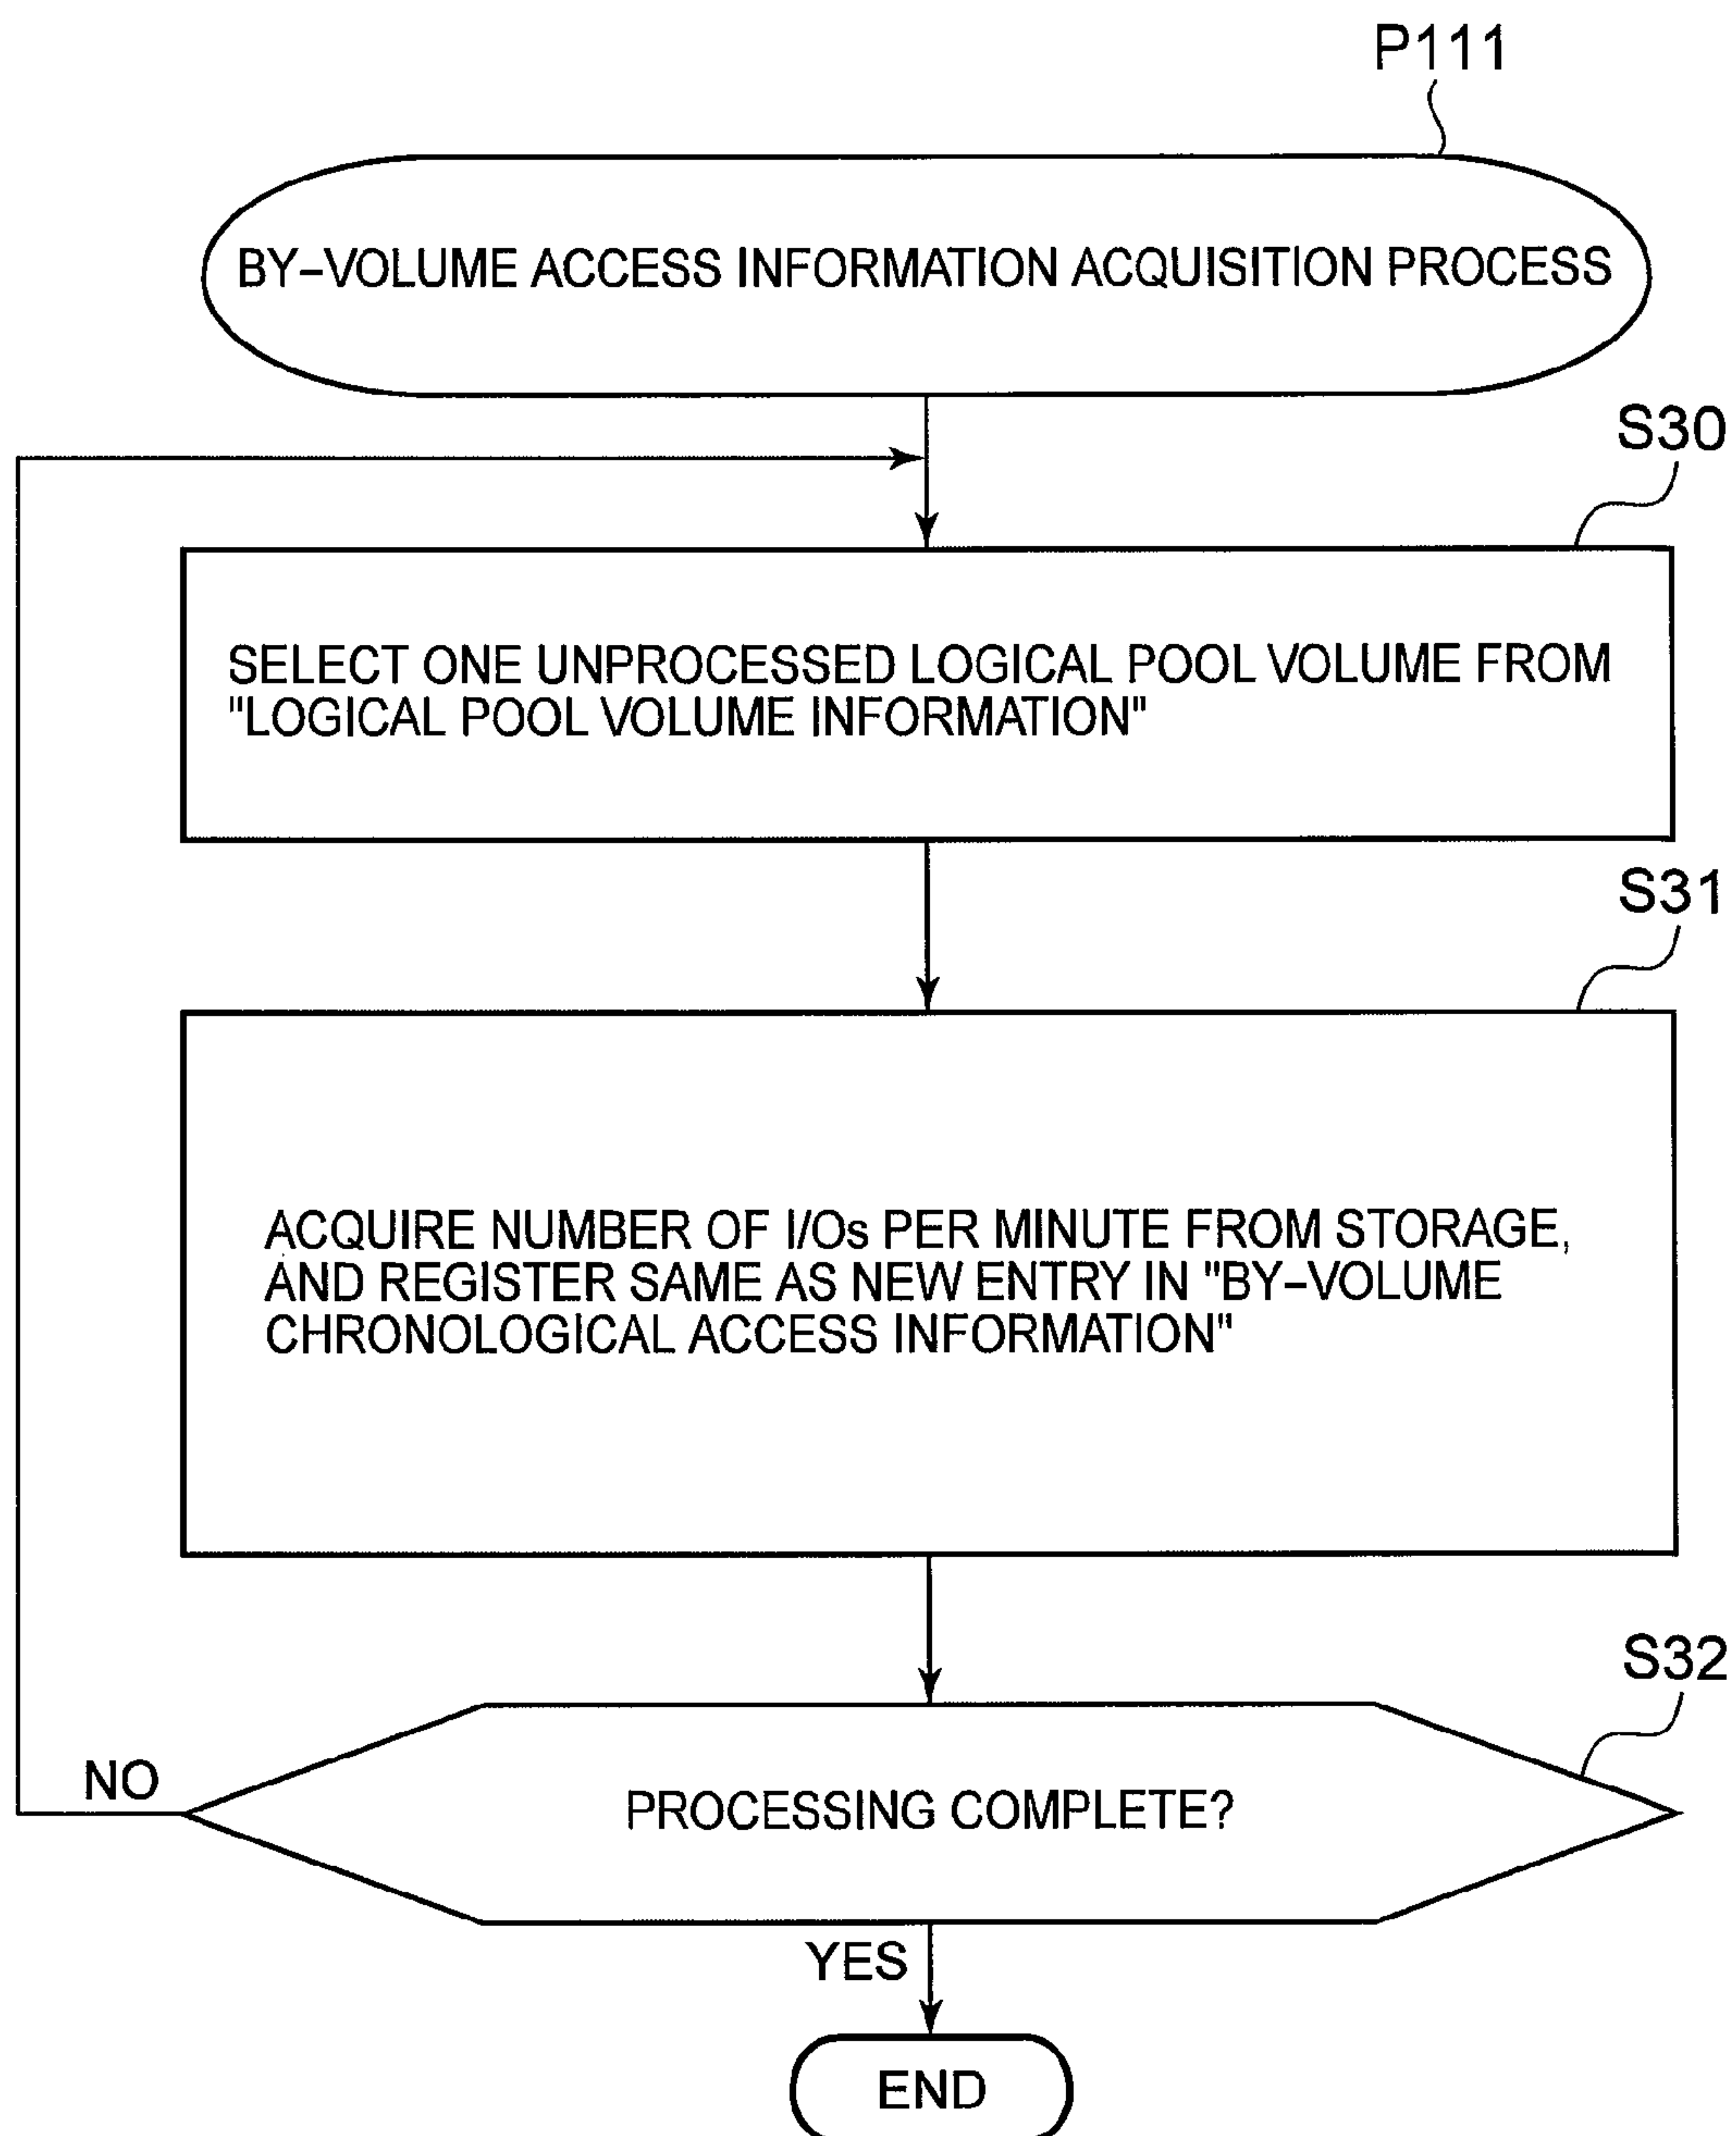 P111
BY-VOLUME ACCESS INFORMATION ACQUISITION PROCESS
S30
SELECT ONE UNPROCESSED LOGICAL POOL VOLUME FROM
"LOGICAL POOL VOLUME INFORMATION"
S31
ACQUIRE NUMBER OF I/Os PER MINUTE FROM STORAGE,
AND REGISTER SAME AS NEW ENTRY IN "BY-VOLUME
CHRONOLOGICAL ACCESS INFORMATION"
S32
NO
PROCESSING COMPLETE?
YES
END